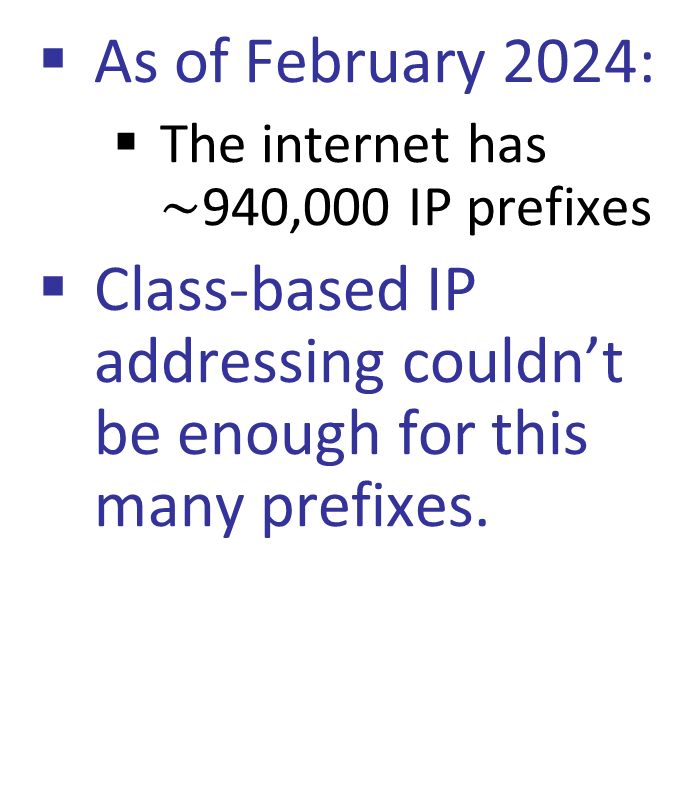 ▪ As of February 2024:
▪ The internet has
~940,000 IP prefixes
▪ Class-based IP
addressing couldn’t
be enough for this
many prefixes.